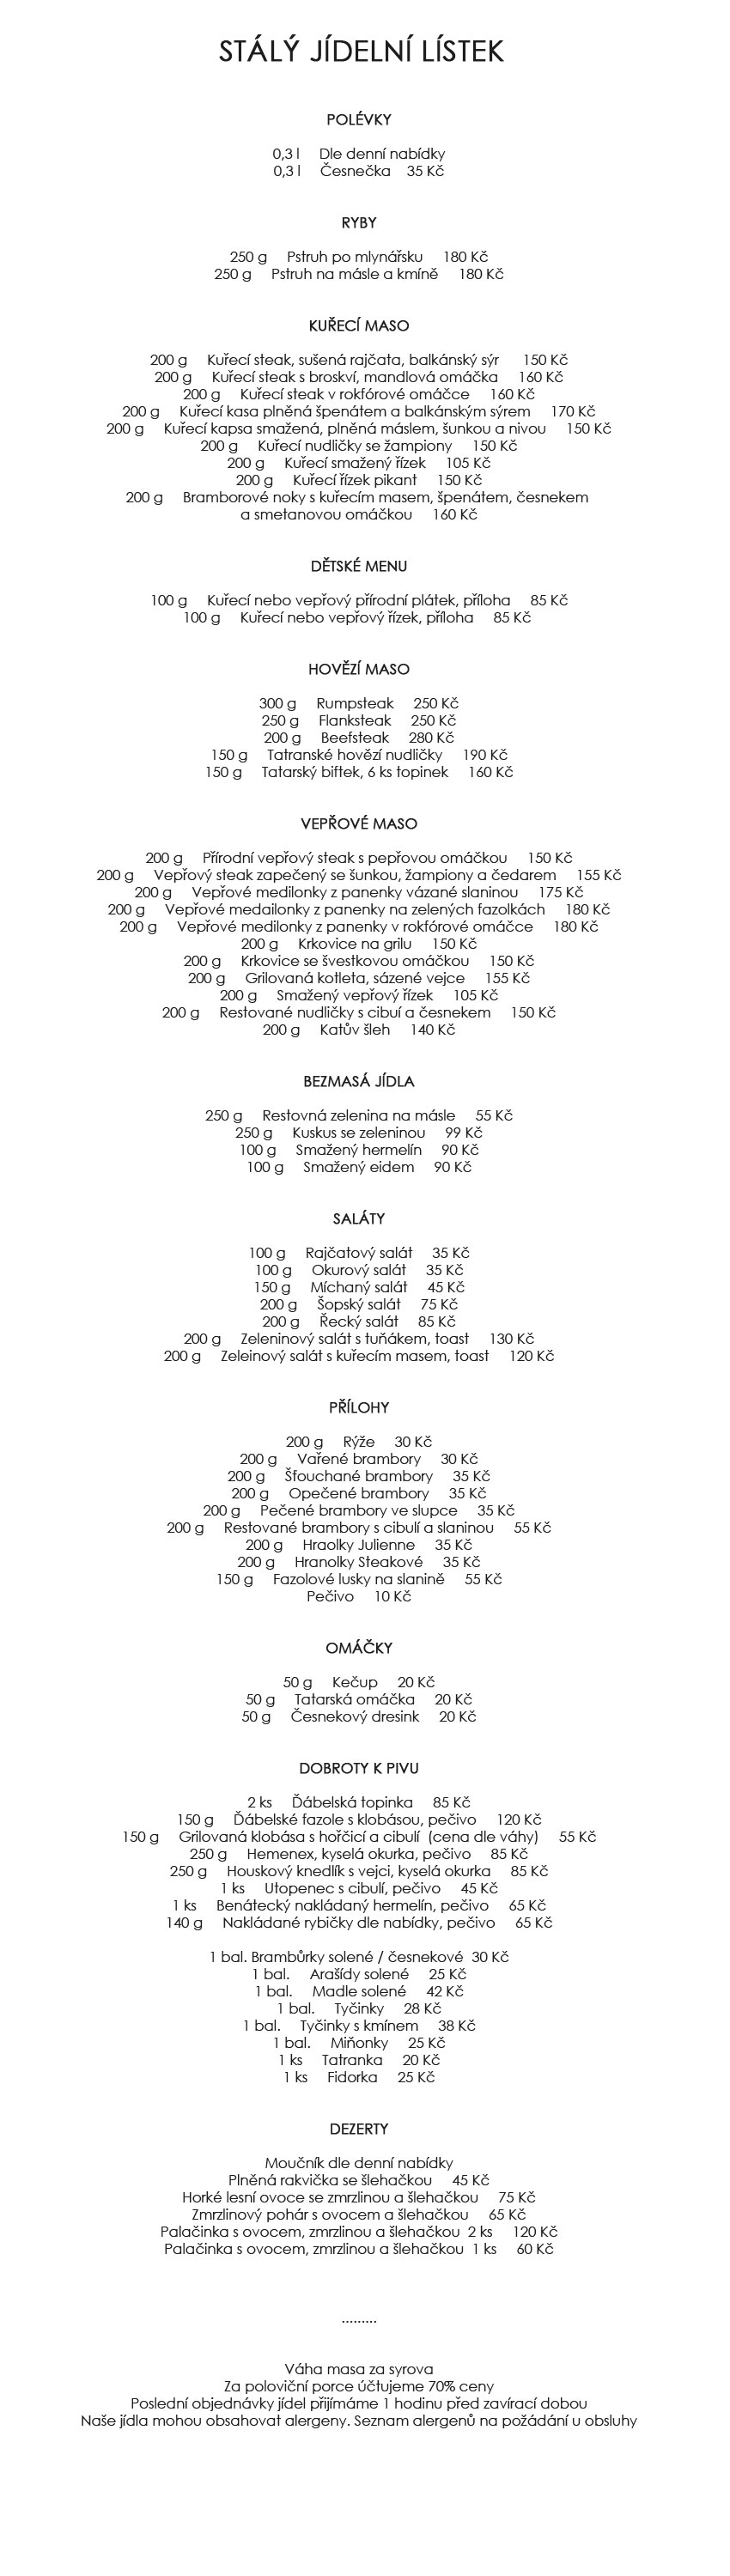 STÁLÝ JÍDELNÍ LÍSTEK
POLÉVKY
0,3 l Dle denní nabídky
0,3 l Česnečka 35 Kč
RYBY
250 g Pstruh po mlynářsku 180 Kč
250 g Pstruh na másle a kmíně 180 Kč
KUŘECÍ MASO
200 g Kuřecí steak, sušená rajčata, balkánský sýr 150 Kč
200 g Kuřecí steak s broskví, mandlová omáčka 160 Kč
200 g Kuřecí steak v rokfórové omáčce 160 Kč
200 g Kuřecí kasa plněná špenátem a balkánským sýrem 170 Kč
200 g Kuřecí kapsa smažená, plněná máslem, šunkou a nivou 150 Kč
200 g Kuřecí nudličky se žampiony 150 Kč
200 g Kuřecí smažený řízek 105 Kč
200 g Kuřecí řízek pikant 150 Kč
200 g Bramborové noky s kuřecím masem, špenátem, česnekem
a smetanovou omáčkou 160 Kč
DĚTSKÉ MENU
100 g Kuřecí nebo vepřový přírodní plátek, příloha 85 Kč
100 g Kuřecí nebo vepřový řízek, příloha 85 Kč
HOVĚZÍ MASO
300 g Rumpsteak 250 Kč
250 g Flanksteak 250 Kč
200 g Beefsteak 280 Kč
150 g Tatranské hovězí nudličky 190 Kč
150 g Tatarský biftek, 6 ks topinek 160 Kč
VEPŘOVÉ MASO
200 g Přírodní vepřový steak s pepřovou omáčkou 150 Kč
200 g Vepřový steak zapečený se šunkou, žampiony a čedarem 155 Kč
200 g Vepřové medilonky z panenky vázané slaninou 175 Kč
200 g Vepřové medailonky z panenky na zelených fazolkách 180 Kč
200 g Vepřové medilonky z panenky v rokfórové omáčce 180 Kč
200 g Krkovice na grilu 150 Kč
200 g Krkovice se švestkovou omáčkou 150 Kč
200 g Grilovaná kotleta, sázené vejce 155 Kč
200 g Smažený vepřový řízek 105 Kč
200 g Restované nudličky s cibuí a česnekem 150 Kč
200 g Katův šleh 140 Kč
BEZMASÁ JÍDLA
250 g Restovná zelenina na másle 55 Kč
250 g Kuskus se zeleninou 99 Kč
100 g Smažený hermelín 90 Kč
100 g Smažený eidem 90 Kč
SALÁTY
100 g Rajčatový salát 35 Kč
100 g Okurový salát 35 Kč
150 g Míchaný salát 45 Kč
200 g Šopský salát 75 Kč
200 g Řecký salát 85 Kč
200 g Zeleninový salát s tuňákem, toast 130 Kč
200 g Zeleinový salát s kuřecím masem, toast 120 Kč
PŘÍLOHY
200 g Rýže 30 Kč
200 g Vařené brambory 30 Kč
200 g Šťouchané brambory 35 Kč
200 g Opečené brambory 35 Kč
200 g Pečené brambory ve slupce 35 Kč
200 g Restované brambory s cibulí a slaninou 55 Kč
200 g Hraolky Julienne 35 Kč
200 g Hranolky Steakové 35 Kč
150 g Fazolové lusky na slanině 55 Kč
Pečivo 10 Kč
OMÁČKY
50 g Kečup 20 Kč
50 g Tatarská omáčka 20 Kč
50 g Česnekový dresink 20 Kč
DOBROTY K PIVU
2 ks Ďábelská topinka 85 Kč
150 g Ďábelské fazole s klobásou, pečivo 120 Kč
150 g Grilovaná klobása s hořčicí a cibulí (cena dle váhy) 55 Kč
250 g Hemenex, kyselá okurka, pečivo 85 Kč
250 g Houskový knedlík s vejci, kyselá okurka 85 Kč
1 ks Utopenec s cibulí, pečivo 45 Kč
1 ks Benátecký nakládaný hermelín, pečivo 65 Kč
140 g Nakládané rybičky dle nabídky, pečivo 65 Kč
1 bal. Brambůrky solené / česnekové 30 Kč
1 bal. Arašídy solené 25 Kč
1 bal. Madle solené 42 Kč
1 bal. Tyčinky 28 Kč
1 bal. Tyčinky s kmínem 38 Kč
1 bal. Miňonky 25 Kč
1 ks Tatranka 20 Kč
1 ks Fidorka 25 Kč
DEZERTY
Moučník dle denní nabídky
Plněná rakvička se šlehačkou 45 Kč
Horké lesní ovoce se zmrzlinou a šlehačkou 75 Kč
Zmrzlinový pohár s ovocem a šlehačkou 65 Kč
Palačinka s ovocem, zmrzlinou a šlehačkou 2 ks 120 Kč
Palačinka s ovocem, zmrzlinou a šlehačkou 1 ks 60 Kč
.........
Váha masa za syrova
Za poloviční porce účtujeme 70% ceny
Poslední objednávky jídel přijímáme 1 hodinu před zavírací dobou
Naše jídla mohou obsahovat alergeny. Seznam alergenů na požádání u obsluhy